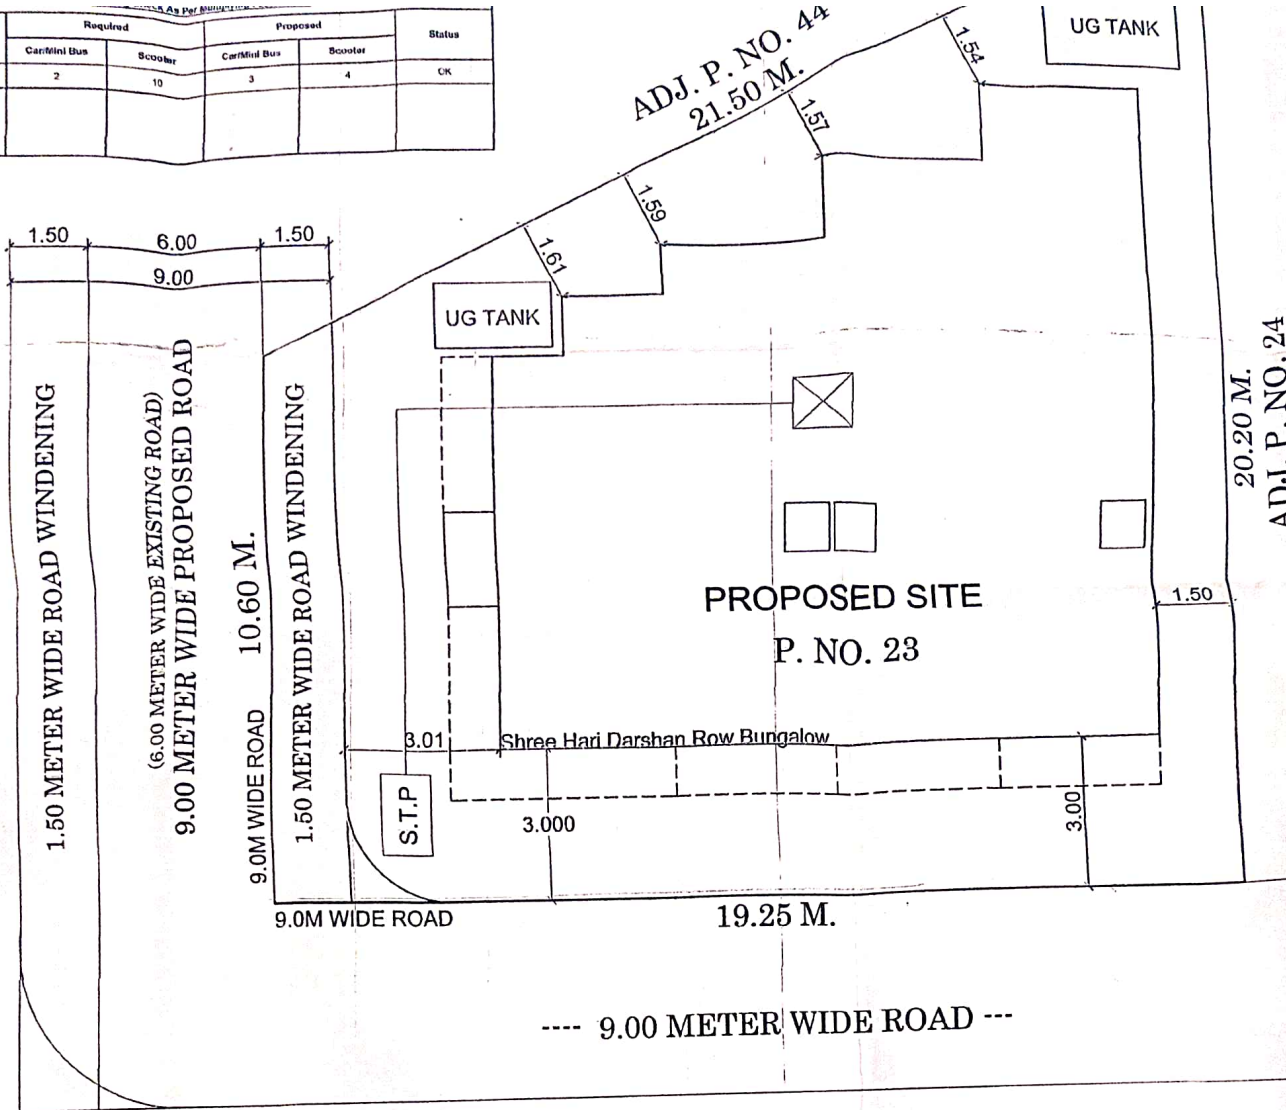 As Per
Required Proposed Status
Car/Mini Bus Scooter Car/Mini Bus Scooter
2 10 3 4 OK
ADJ. P. NO. 44
21.50 M.
1.54
UG TANK
1.57
1.59
1.61
1.50 6.00 1.50
9.00
UG TANK
1.50 METER WIDE ROAD WINDENING
(6.00 METER WIDE EXISTING ROAD)
9.00 METER WIDE PROPOSED ROAD
10.60 M.
9.0M WIDE ROAD
1.50 METER WIDE ROAD WINDENING
20.20 M.
ADJ. P. NO. 24
PROPOSED SITE
P. NO. 23
1.50
3.01
Shree Hari Darshan Row Bungalow
S.T.P
3.000
3.00
9.0M WIDE ROAD
19.25 M.
---- 9.00 METER WIDE ROAD ---